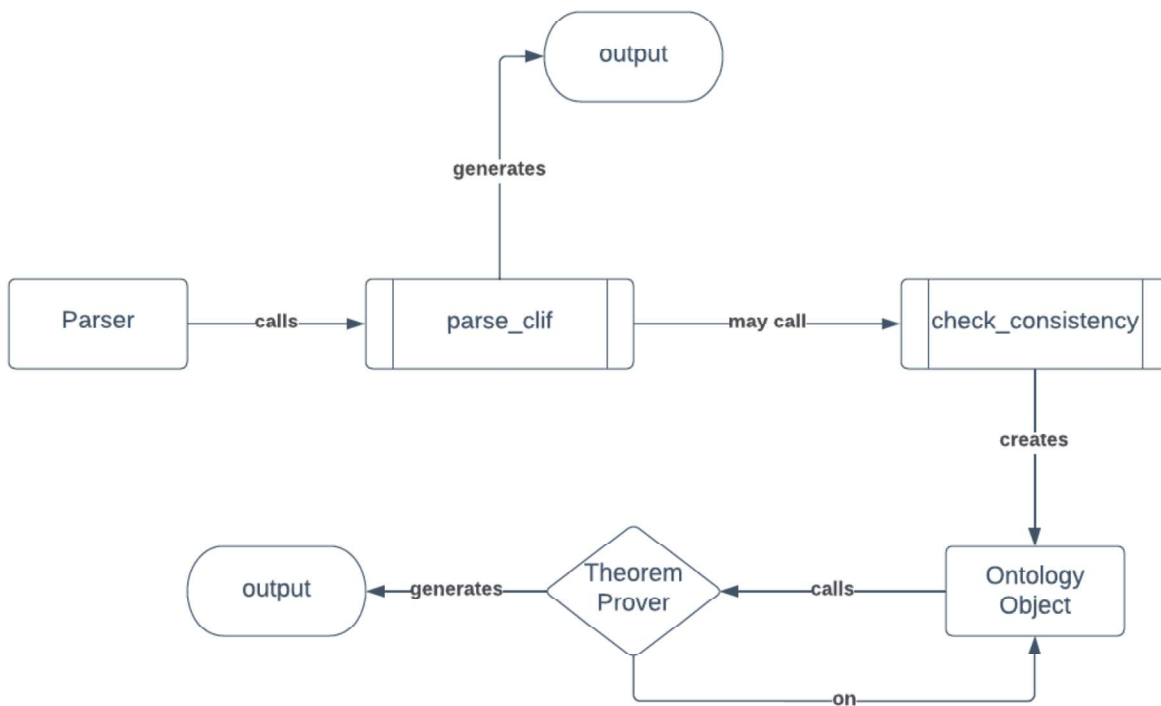 output
generates
Parser
calls
parse_clif
may call
check_consistency
creates
output
generates
Theorem
Prover
calls
Ontology
Object
on